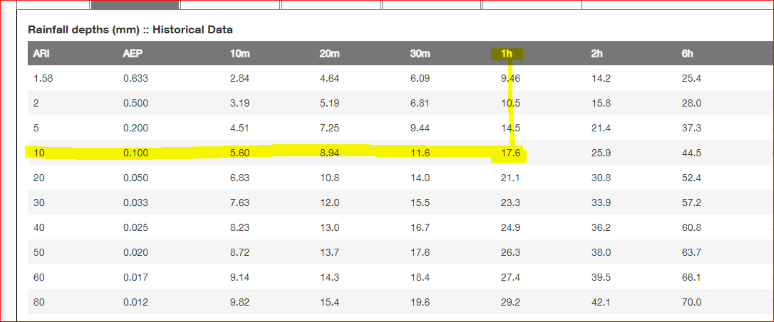 Rainfall depths (mm) :: Historical Data
ARI AEP 10m 20m 30m 1h 2h 6h
1.58 0.633 2.84 4.64 6.09 9.46 14.2 25.4
2 0.500 3.19 5.19 6.81 10.5 15.8 28.0
5 0.200 4.51 7.25 9.44 14.5 21.4 37.3
10 0.100 5.60 8.94 11.6 17.6 25.9 44.5
20 0.050 6.83 10.8 14.0 21.1 30.8 52.4
30 0.033 7.63 12.0 15.5 23.3 33.9 57.2
40 0.025 8.23 13.0 16.7 24.9 36.2 60.8
50 0.020 8.72 13.7 17.6 26.3 38.0 63.7
60 0.017 9.14 14.3 18.4 27.4 39.5 66.1
80 0.012 9.82 15.4 19.6 29.2 42.1 70.0